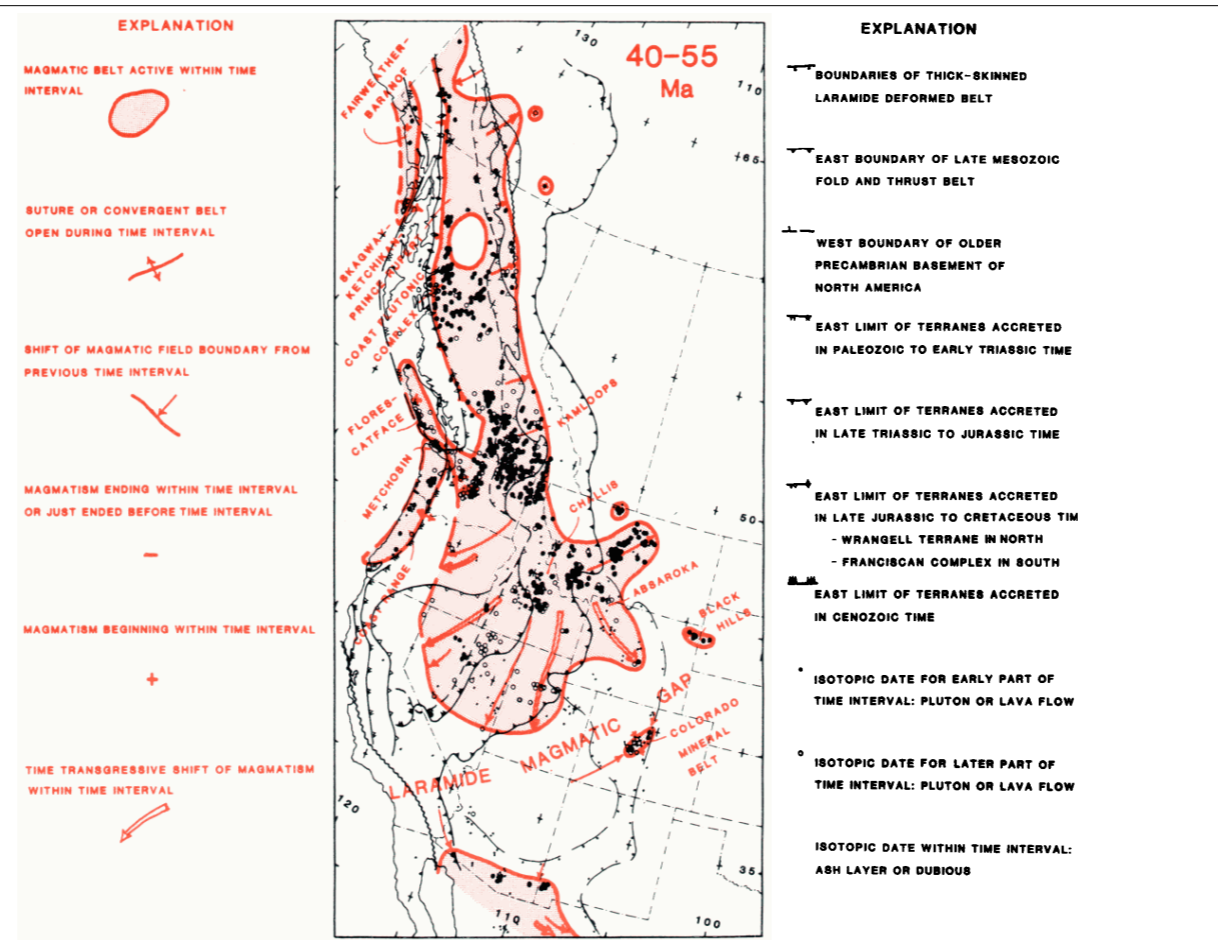 EXPLANATION
MAGMATIC BELT ACTIVE WITHIN TIME
INTERVAL
SUTURE OR CONVERGENT BELT
OPEN DURING TIME INTERVAL
SHIFT OF MAGMATIC FIELD BOUNDARY FROM
PREVIOUS TIME INTERVAL
MAGMATISM ENDING WITHIN TIME INTERVAL
OR JUST ENDED BEFORE TIME INTERVAL
–
MAGMATISM BEGINNING WITHIN TIME INTERVAL
+
TIME TRANSGRESSIVE SHIFT OF MAGMATISM
WITHIN TIME INTERVAL
40-55
Ma
130
110
65
50
35
120
110
100
FAIRWEATHER-
BARANOF
SKAGWAY-
KETCHIKAN-
PRINCE RUPERT
COAST PLUTONIC
COMPLEX
FLORES-
CATFACE
KAMLOOPS
METCHOSIN
CHALLIS
COAST RANGE
ABSAROKA
BLACK
HILLS
LARAMIDE MAGMATIC GAP
COLORADO
MINERAL
BELT
EXPLANATION
BOUNDARIES OF THICK-SKINNED
LARAMIDE DEFORMED BELT
EAST BOUNDARY OF LATE MESOZOIC
FOLD AND THRUST BELT
WEST BOUNDARY OF OLDER
PRECAMBRIAN BASEMENT OF
NORTH AMERICA
EAST LIMIT OF TERRANES ACCRETED
IN PALEOZOIC TO EARLY TRIASSIC TIME
EAST LIMIT OF TERRANES ACCRETED
IN LATE TRIASSIC TO JURASSIC TIME
EAST LIMIT OF TERRANES ACCRETED
IN LATE JURASSIC TO CRETACEOUS TIM
- WRANGELL TERRANE IN NORTH
- FRANCISCAN COMPLEX IN SOUTH
EAST LIMIT OF TERRANES ACCRETED
IN CENOZOIC TIME
ISOTOPIC DATE FOR EARLY PART OF
TIME INTERVAL: PLUTON OR LAVA FLOW
ISOTOPIC DATE FOR LATER PART OF
TIME INTERVAL: PLUTON OR LAVA FLOW
ISOTOPIC DATE WITHIN TIME INTERVAL:
ASH LAYER OR DUBIOUS